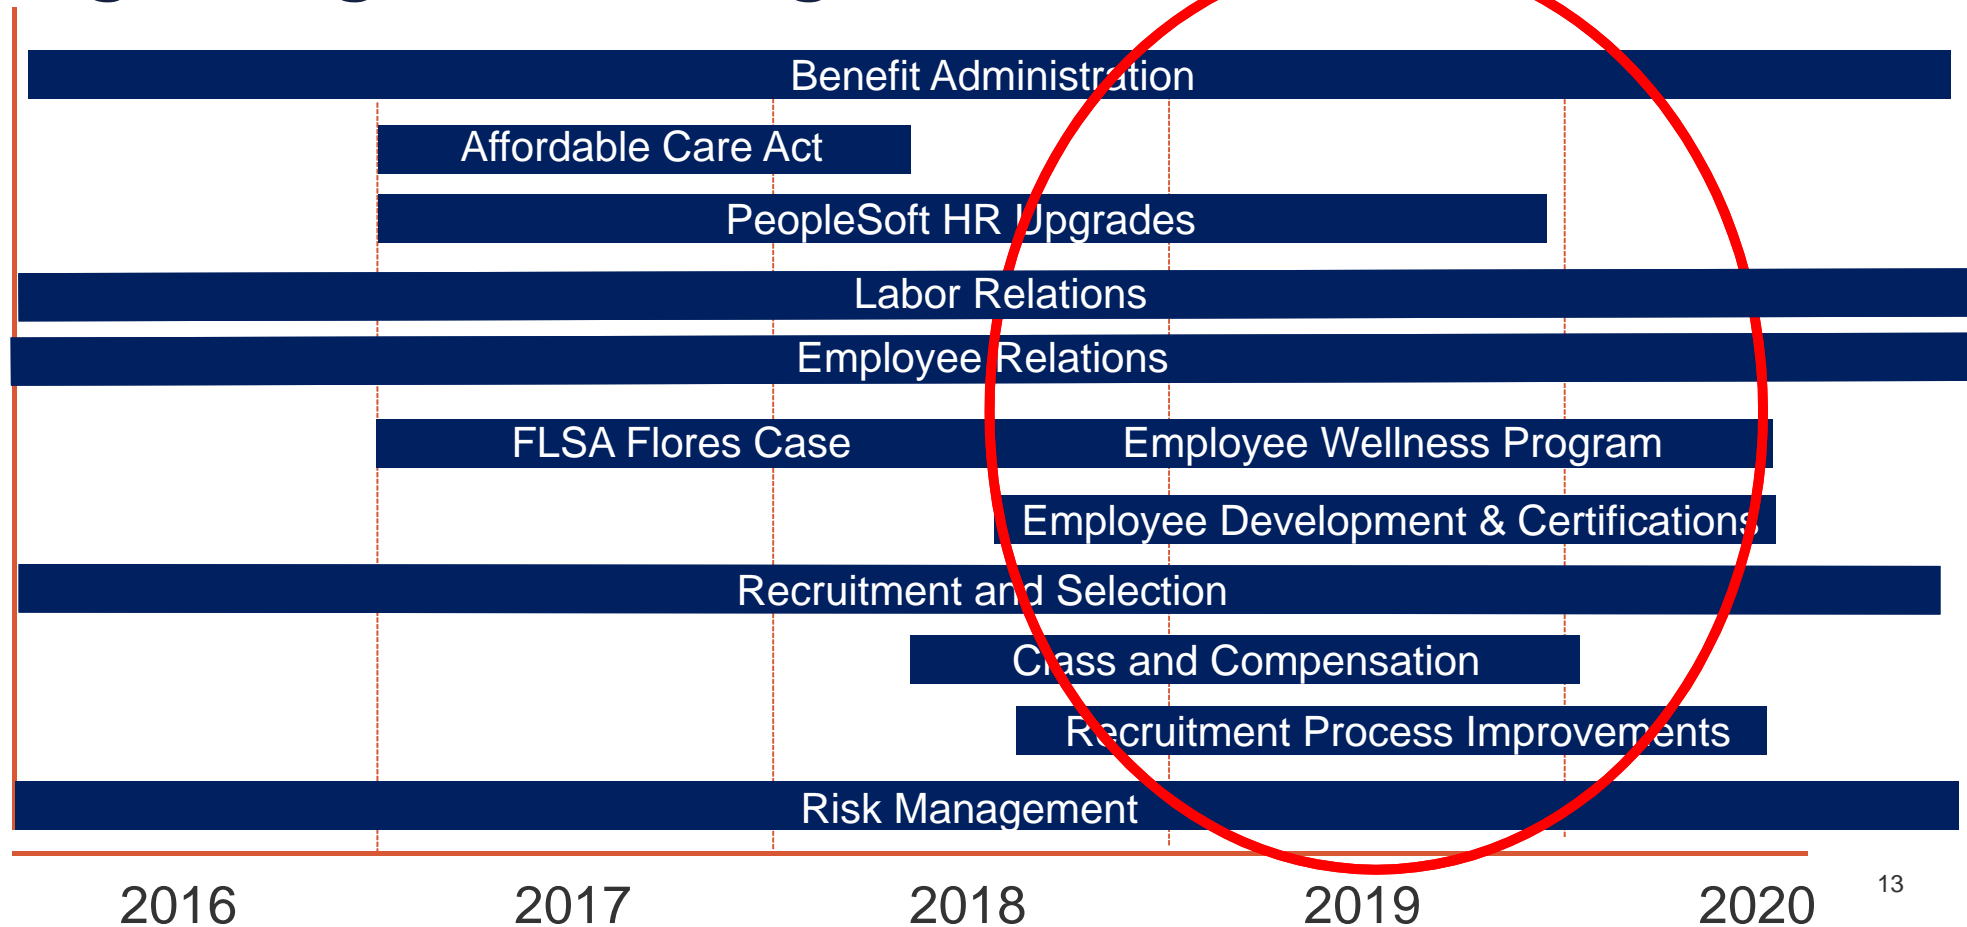 Benefit Administration
Affordable Care Act
PeopleSoft HR Upgrades
Labor Relations
Employee Relations
FLSA Flores Case Employee Wellness Program
Employee Development & Certifications
Recruitment and Selection
Class and Compensation
Recruitment Process Improvements
Risk Management
2016 2017 2018 2019 2020
13